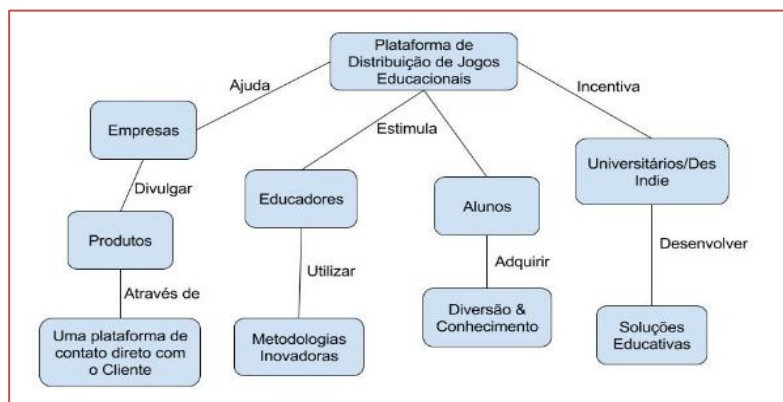 Plataforma de
Distribuição de Jogos
Educacionais
Ajuda
Incentiva
Empresas
Estimula
Universitários/Des
Indie
Divulgar
Educadores
Alunos
Produtos
Desenvolver
Utilizar
Adquirir
Através de
Diversão &
Conhecimento
Uma plataforma de
contato direto com
o Cliente
Metodologias
Inovadoras
Soluções
Educativas